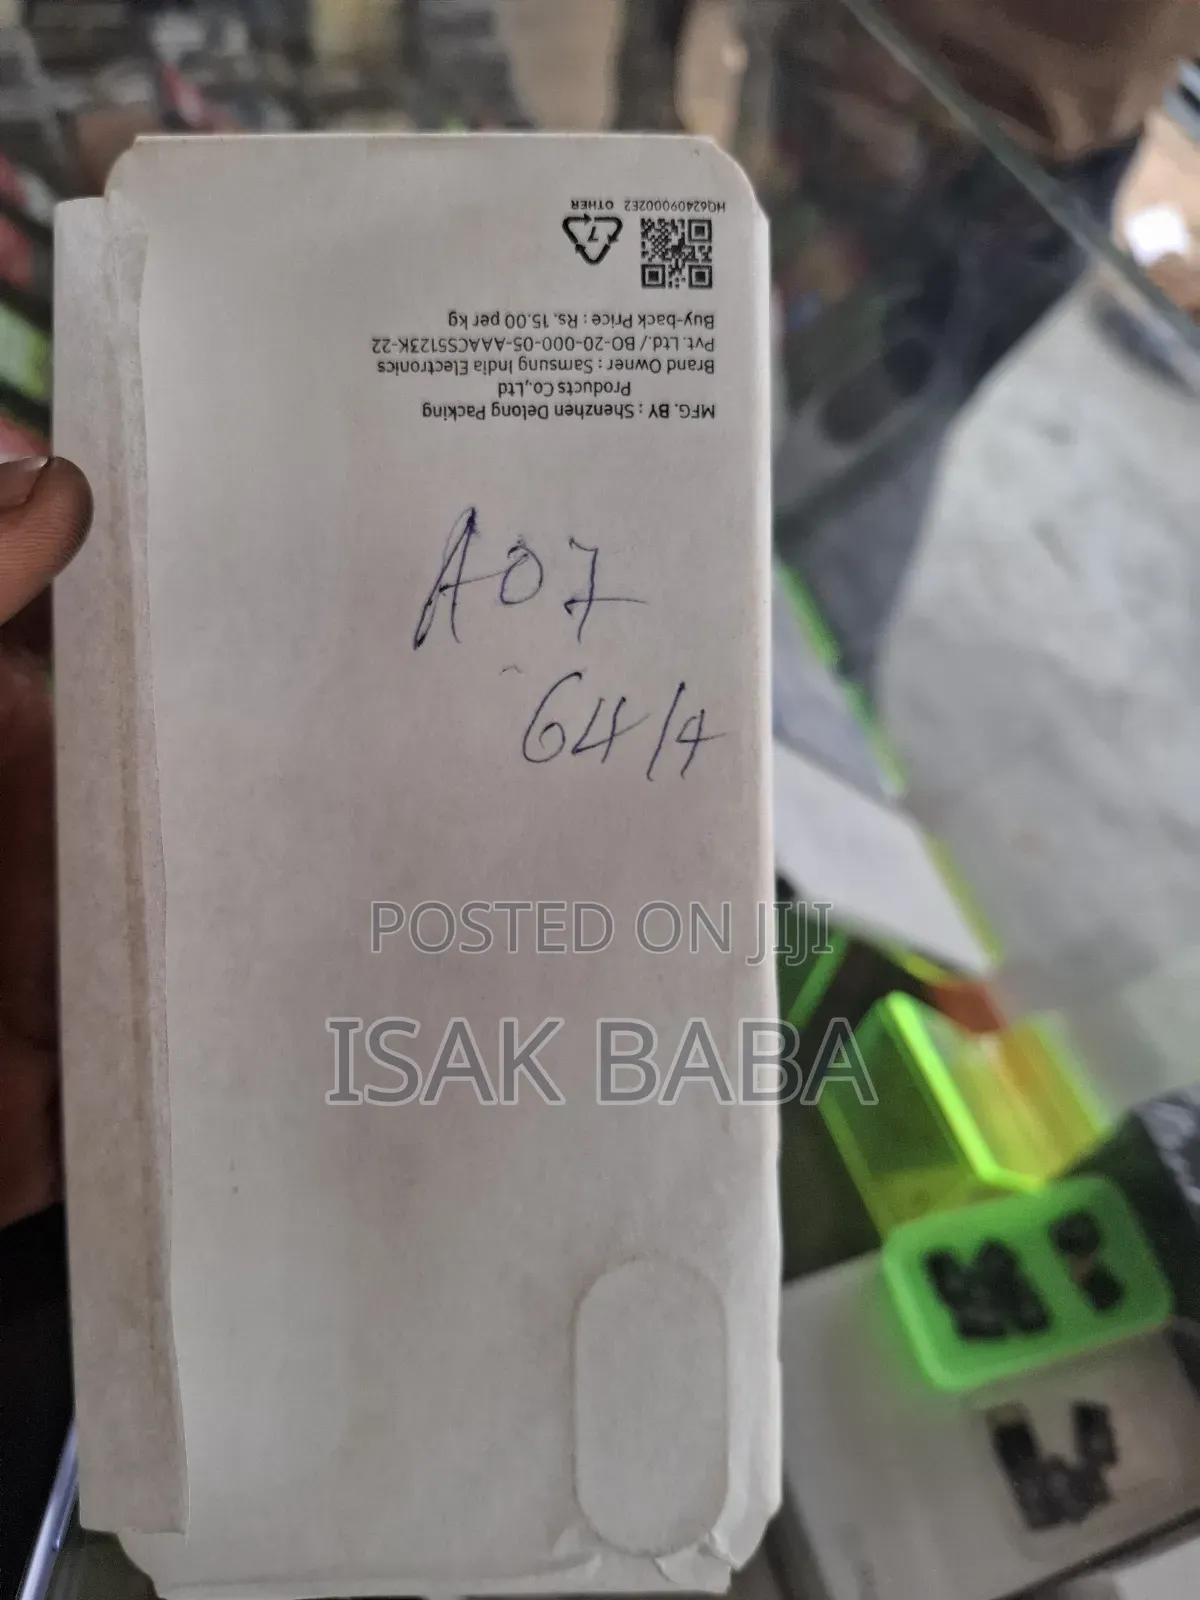 MFG. BY : Shenzhen Delong Packing
Products Co.,Ltd
Brand Owner : Samsung India Electronics
Pvt. Ltd./ BO-20-000-05-AAACS5123K-22
Buy-back Price : Rs. 15.00 per kg
7
HQ624090002E2 OTHER
A07
64/4
POSTED ON JIJI
ISAK BABA